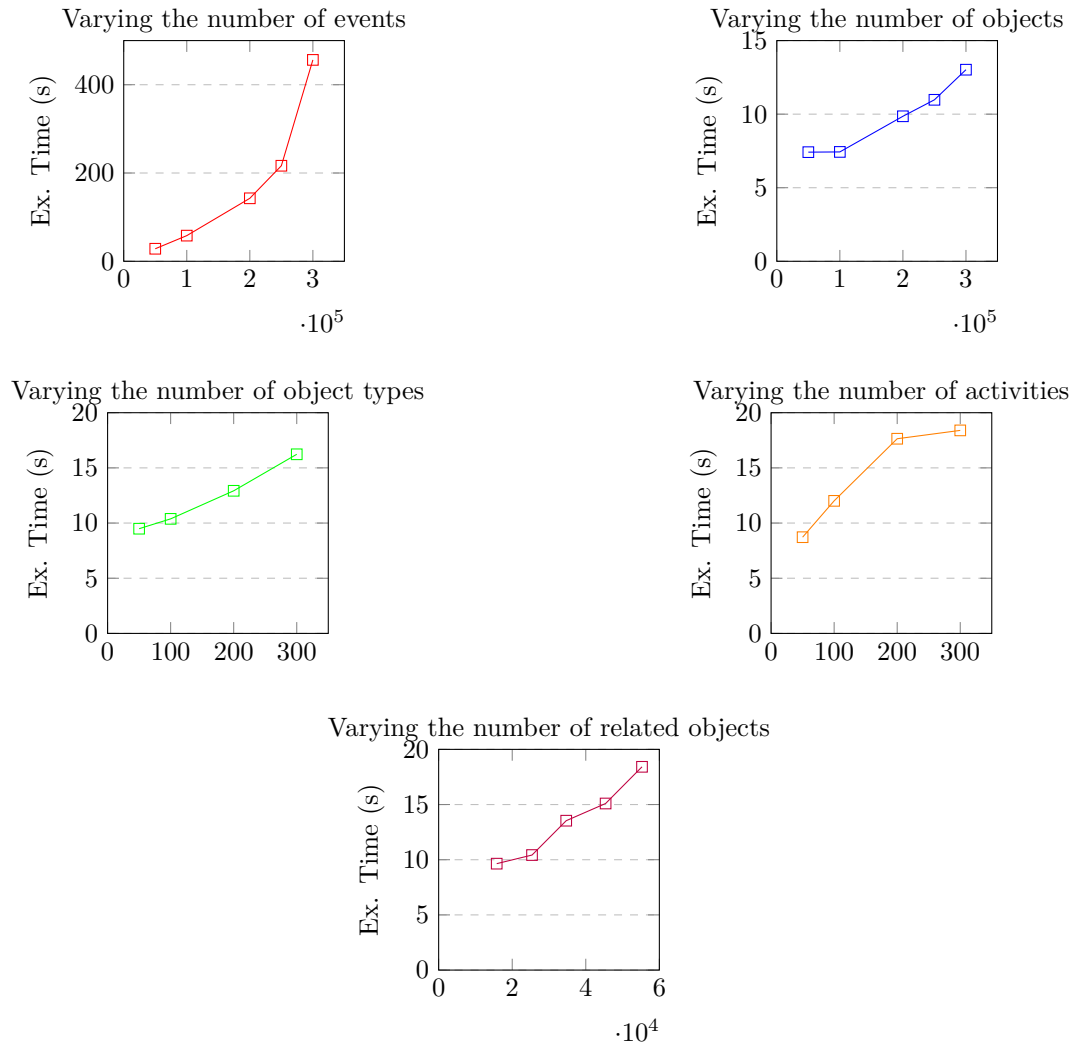 Varying the number of events
Ex. Time (s)
400
200
0
0 1 2 3
·10^5
Varying the number of objects
Ex. Time (s)
15
10
5
0
0 1 2 3
·10^5
Varying the number of object types
Ex. Time (s)
20
15
10
5
0
0 100 200 300
Varying the number of activities
Ex. Time (s)
20
15
10
5
0
0 100 200 300
Varying the number of related objects
Ex. Time (s)
20
15
10
5
0
0 2 4 6
·10^4